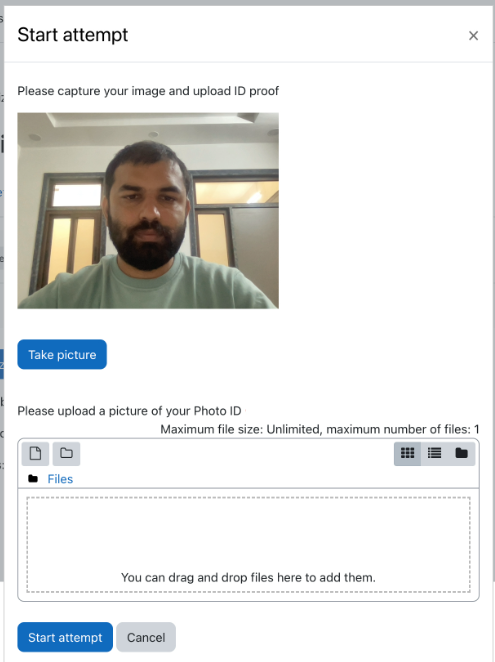 Start attempt
×
Please capture your image and upload ID proof
Take picture
Please upload a picture of your Photo ID
Maximum file size: Unlimited, maximum number of files: 1
Files
You can drag and drop files here to add them.
Start attempt
Cancel